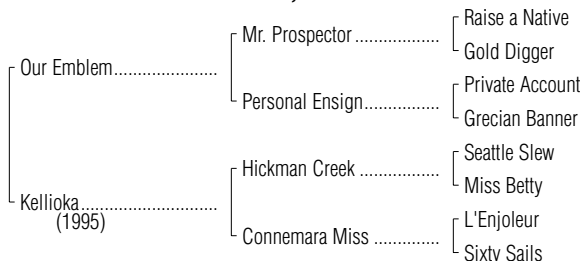 Raise a Native
Mr. Prospector ....................
Gold Digger
Our Emblem.........................
Private Account
Personal Ensign..................
Grecian Banner
Seattle Slew
Hickman Creek ...................
Miss Betty
Kellioka.................................
(1995)
L'Enjoleur
Connemara Miss ...............
Sixty Sails